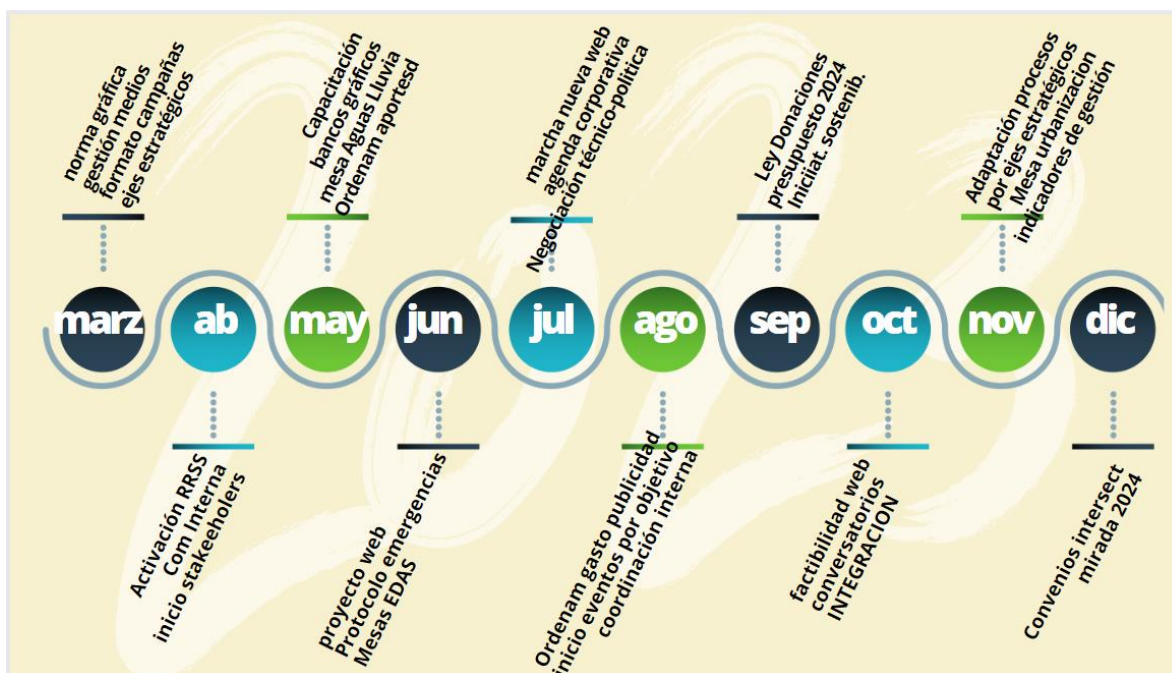 norma gráfica
gestión medios
formato campañas
ejes estratégicos
Capacitación
bancos gráficos
mesa Aguas Lluvia
Ordenam aportesd
marcha nueva web
agenda corporativa
Negociación técnico-politica
Ley Donaciones
presupuesto 2024
Iniciiat. sostenib.
Adaptación procesos
por ejes estratégicos
Mesa urbanizacion
indicadores de gestión
marz
ab
may
jun
jul
ago
sep
oct
nov
dic
Activación RRSS
Com Interna
inicio stakeholers
proyecto web
Protocolo emergencias
Mesas EDAS
Ordenam gasto publicidad
inicio eventos por objetivo
coordinación interna
factibilidad web
conversatorios
INTEGRACION
Convenios intersect
mirada 2024
2023